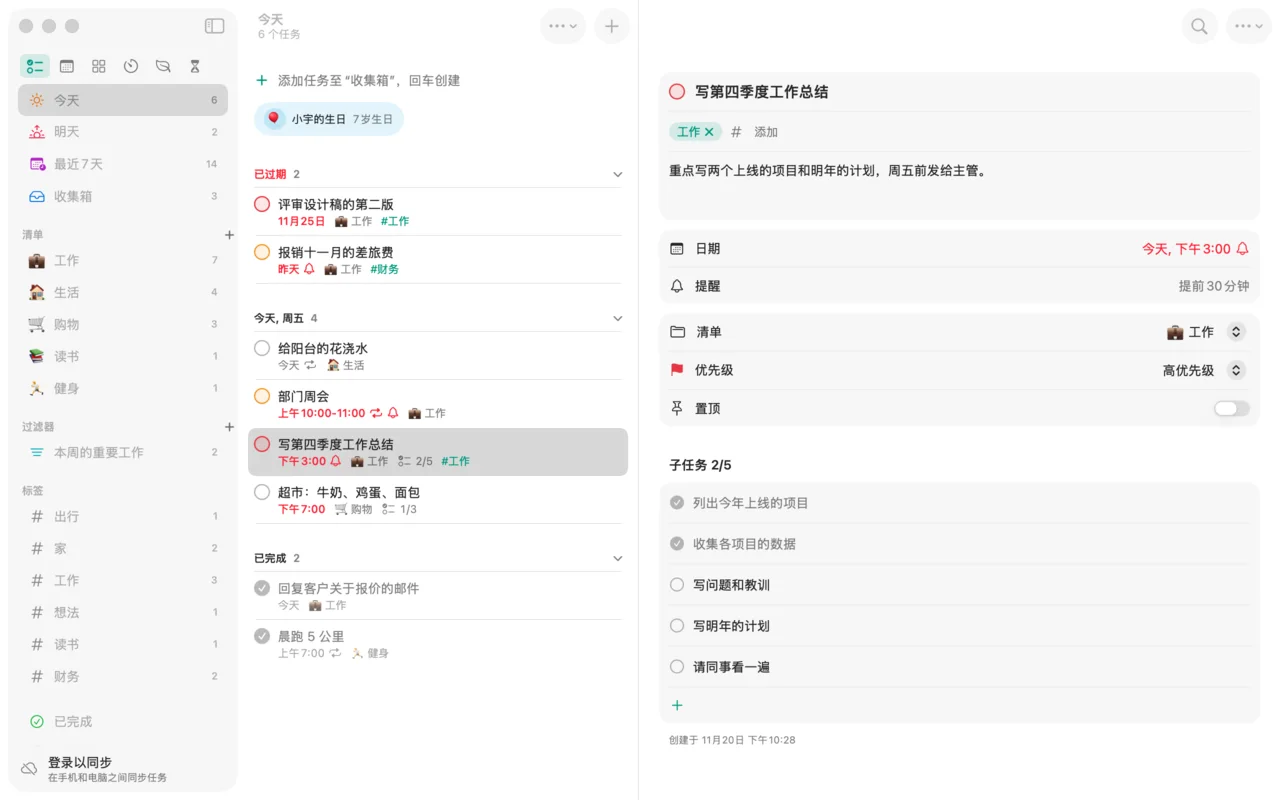 今天 6
明天 2
最近 7 天 14
收集箱 3
清单
工作 7
生活 4
购物 3
读书 1
健身 1
过滤器
本周的重要工作 2
标签
# 出行 1
# 家 2
# 工作 3
# 想法 1
# 读书 1
# 财务 2
已完成
登录以同步
在手机和电脑之间同步任务
今天
6 个任务
添加任务至“收集箱”，回车创建
小宇的生日 7岁生日
已过期 2
评审设计稿的第二版
11月25日 工作 #工作
报销十一月的差旅费
昨天 工作 #财务
今天, 周五 4
给阳台的花浇水
今天 生活
部门周会
上午10:00-11:00 工作
写第四季度工作总结
下午3:00 工作 2/5 #工作
超市：牛奶、鸡蛋、面包
下午7:00 购物 1/3
已完成 2
回复客户关于报价的邮件
今天 工作
晨跑 5 公里
上午7:00 健身
写第四季度工作总结
工作 × # 添加
重点写两个上线的项目和明年的计划，周五前发给主管。
日期 今天, 下午3:00
提醒 提前30分钟
清单 工作
优先级 高优先级
置顶
子任务 2/5
列出今年上线的项目
收集各项目的数据
写问题和教训
写明年的计划
请同事看一遍
创建于 11月20日 下午10:28